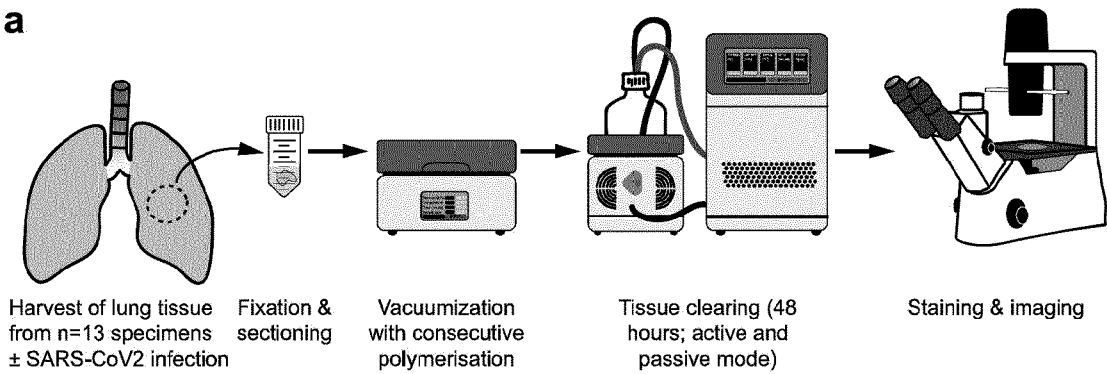 a
Harvest of lung tissue
from n=13 specimens
± SARS-CoV2 infection
Fixation &
sectioning
Vacuumization
with consecutive
polymerisation
Tissue clearing (48
hours; active and
passive mode)
Staining & imaging